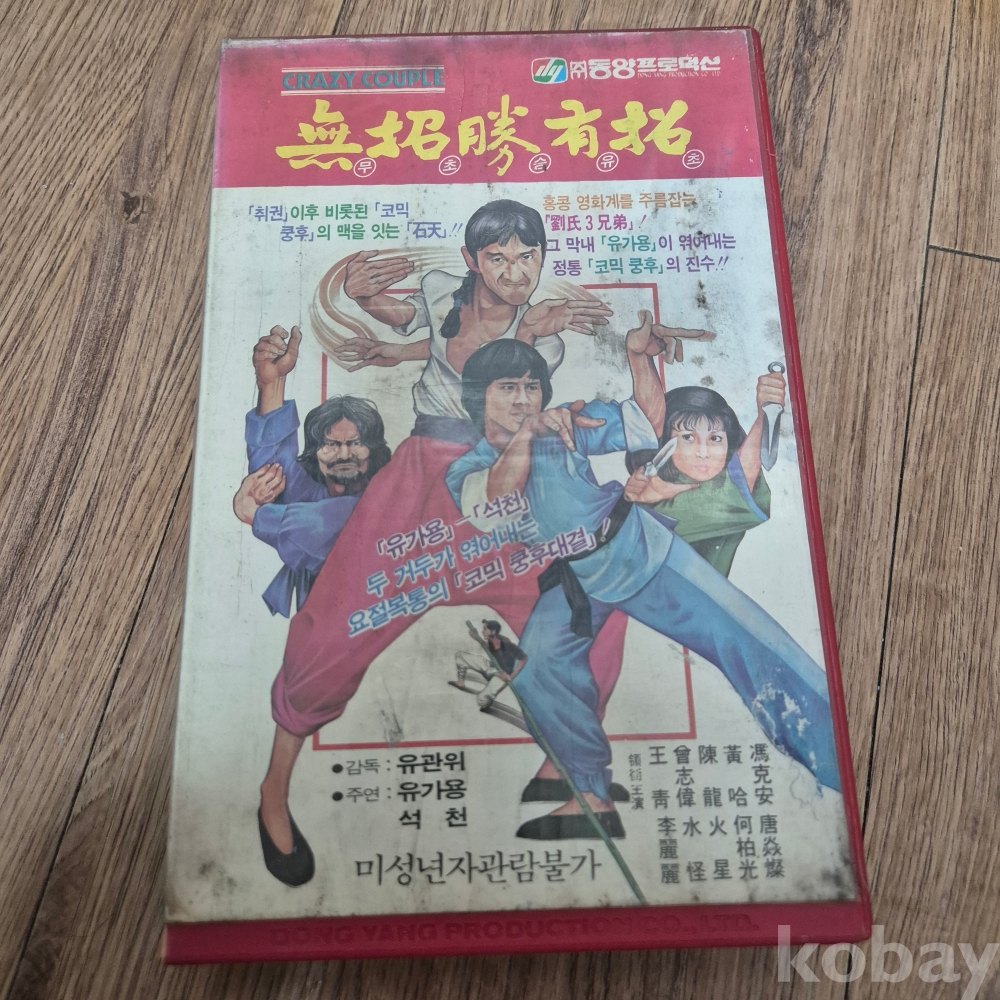 CRAZY COUPLE
dy ㈜동양프로덕션
DONG YANG PRODUCTION CO., LTD.
無招勝有招
무초승유초
「취권」이후 비롯된 「코믹
쿵후」의 맥을 잇는 「石天」!!
홍콩 영화계를 주름잡는
「劉氏3兄弟」!
그 막내 「유가용」이 엮어내는
정통 「코믹 쿵후」의 진수!!
「유가용」-「석천」
두 거두가 엮어내는
요절복통의 「코믹 쿵후대결」!
●감독: 유관위
●주연: 유가용
석천
領銜主演
王青 曾志偉 陳龍 黃哈 馮克安
李麗麗 水怪 火星 何柏光 唐焱燦
미성년자관람불가
DONG YANG PRODUCTION CO., LTD.
kobay